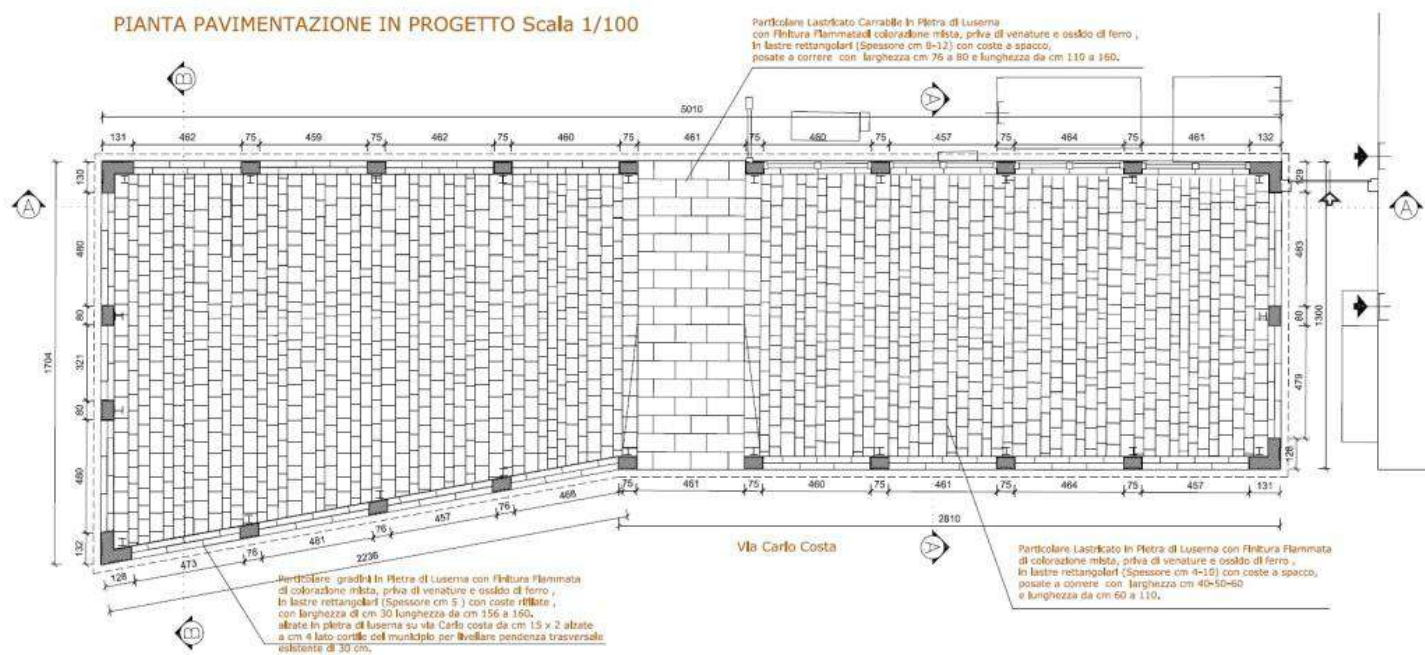 PIANTA PAVIMENTAZIONE IN PROGETTO Scala 1/100
Particolare Lastricato Carrabile in Pietra di Luserna
con Finitura Fiammatadi colorazione mista, priva di venature e ossido di ferro ,
in lastre rettangolari (Spessore cm 8-12) con coste a spacco,
posate a correre con larghezza cm 76 a 80 e lunghezza da cm 110 a 160.
B
A
5010
131 462 75 459 75 462 75 460 75 461 75 460 75 457 75 464 75 461 132
130
129
A
A
480
483
80
80
1300
1704
321
479
80
480
128
132
75 461 75 460 75 461 75 464 75 457 131
128 473 76 481 76 457 76 468
2236
2810
Via Carlo Costa
A
Particolare Lastricato in Pietra di Luserna con Finitura Fiammata
di colorazione mista, priva di venature e ossido di ferro ,
in lastre rettangolari (Spessore cm 4-10) con coste a spacco,
posate a correre con larghezza cm 40-50-60
e lunghezza da cm 60 a 110.
Particolare gradini in Pietra di Luserna con Finitura Fiammata
di colorazione mista, priva di venature e ossido di ferro ,
in lastre rettangolari (Spessore cm 5 ) con coste rifilate ,
con larghezza di cm 30 lunghezza da cm 156 a 160.
alzate in pietra di luserna su via Carlo costa da cm 15 x 2 alzate
a cm 4 lato cortile del municipio per livellare pendenza trasversale
esistente di 30 cm.
B